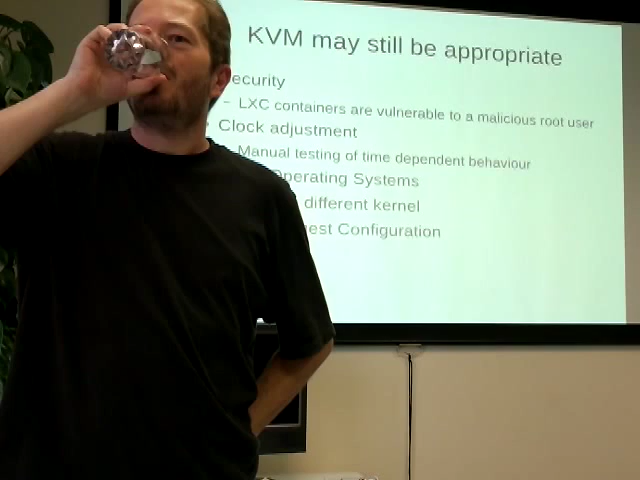 KVM may still be appropriate
ecurity
– LXC containers are vulnerable to a malicious root user
Clock adjustment
Manual testing of time dependent behaviour
Operating Systems
different kernel
est Configuration